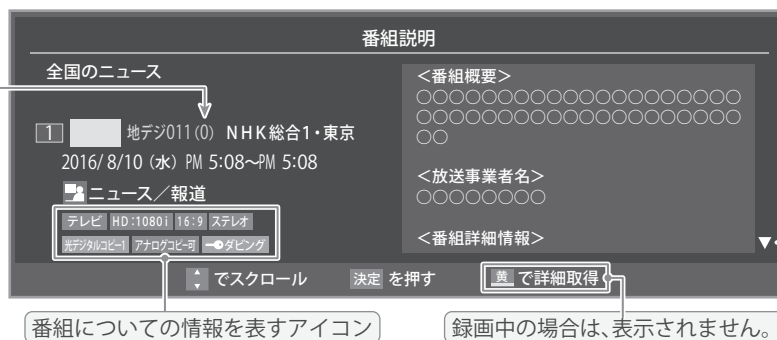 番組説明
全国のニュース
1 地デジ011(0) NHK総合1・東京
2016/ 8/10 (水) PM 5:08〜PM 5:08
ニュース／報道
テレビ HD:1080i 16:9 ステレオ
光デジタルコピー1 アナログコピー可 ダビング
<番組概要>
○○○○○○○○○○○○○○○○○○○○
○○○○○○○○○○○○○○○○○○○○
○○
<放送事業者名>
○○○○○○○○
<番組詳細情報>
でスクロール 決定 を押す 黄 で詳細取得
番組についての情報を表すアイコン
録画中の場合は、表示されません。